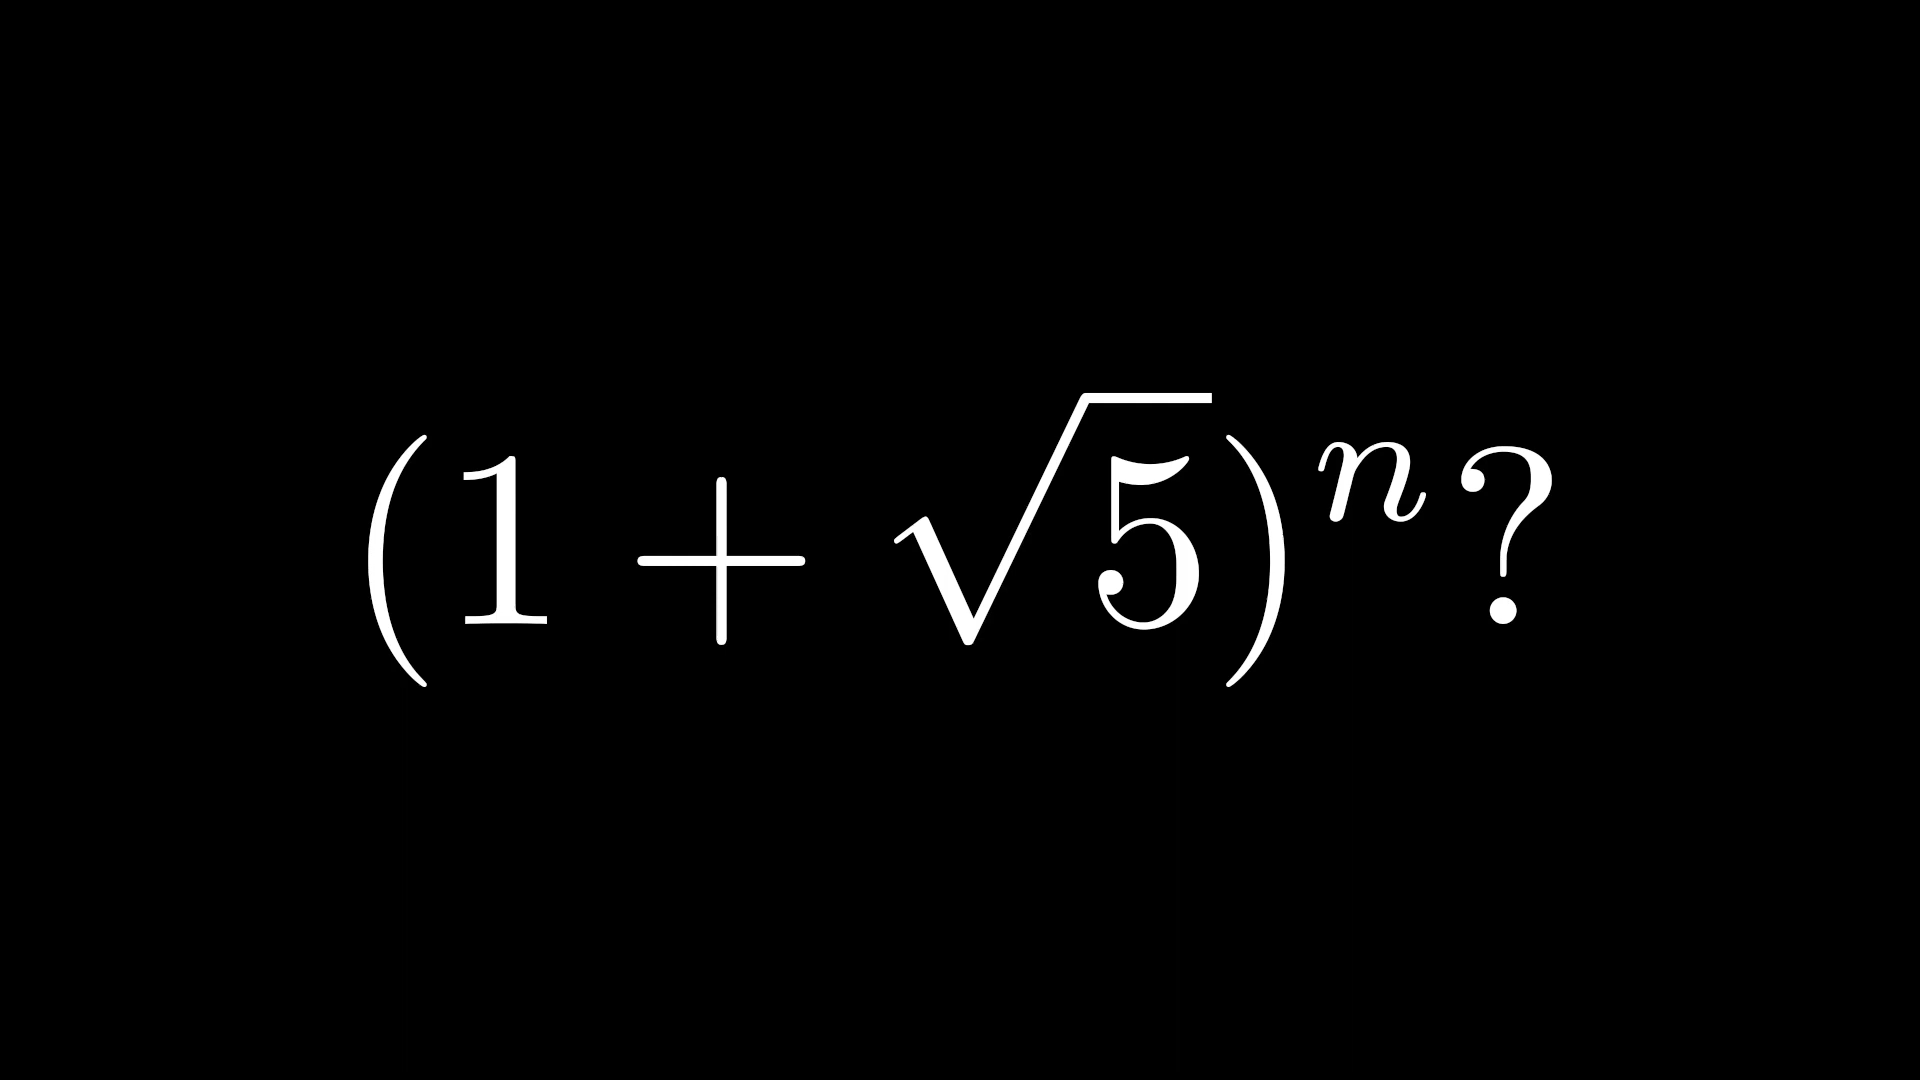 (1 + √5)ⁿ?